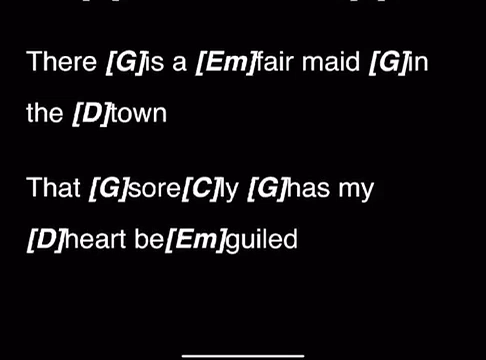 There [G]is a [Em]fair maid [G]in
the [D]town
That [G]sore[C]ly [G]has my
[D]heart be[Em]guiled